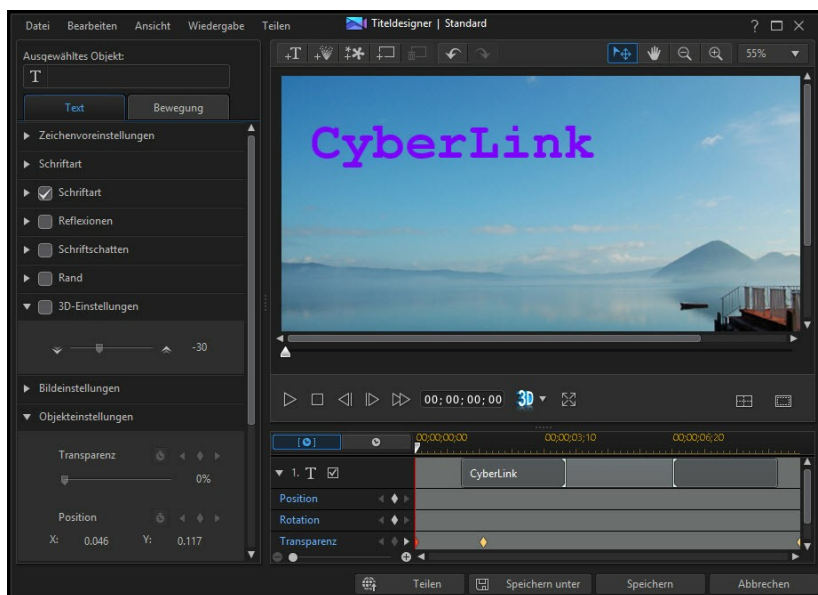 Datei Bearbeiten Ansicht Wiedergabe Teilen Titeldesigner | Standard ?
Ausgewähltes Objekt:
T
+T 55%
Text Bewegung
Zeichenvoreinstellungen
Schriftart
Schriftart
Reflexionen
Schriftschatten
Rand
3D-Einstellungen
-30
Bildeinstellungen
Objekteinstellungen
Transparenz
0%
Position
X: 0.046 Y: 0.117
CyberLink
00;00;00;00 3D
00;00;00;00 00;00;03;10 00;00;06;20
1. T CyberLink
Position
Rotation
Transparenz
Teilen Speichern unter Speichern Abbrechen